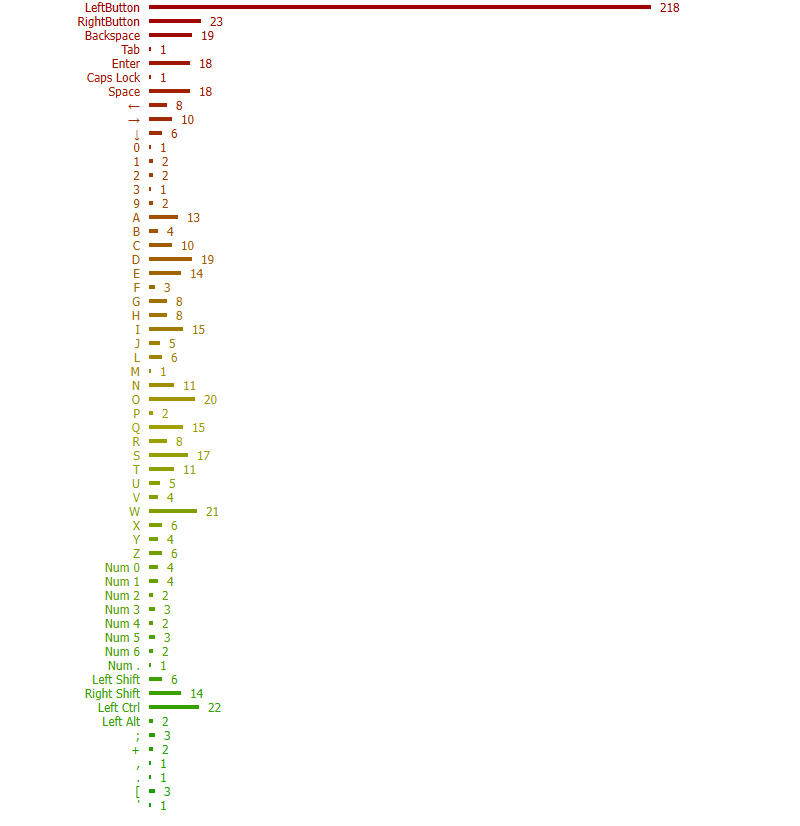 LeftButton 218
RightButton 23
Backspace 19
Tab 1
Enter 18
Caps Lock 1
Space 18
← 8
→ 10
↓ 6
0 1
1 2
2 2
3 1
9 2
A 13
B 4
C 10
D 19
E 14
F 3
G 8
H 8
I 15
J 5
L 6
M 1
N 11
O 20
P 2
Q 15
R 8
S 17
T 11
U 5
V 4
W 21
X 6
Y 4
Z 6
Num 0 4
Num 1 4
Num 2 2
Num 3 3
Num 4 2
Num 5 3
Num 6 2
Num . 1
Left Shift 6
Right Shift 14
Left Ctrl 22
Left Alt 2
; 3
+ 2
, 1
. 1
[ 3
' 1